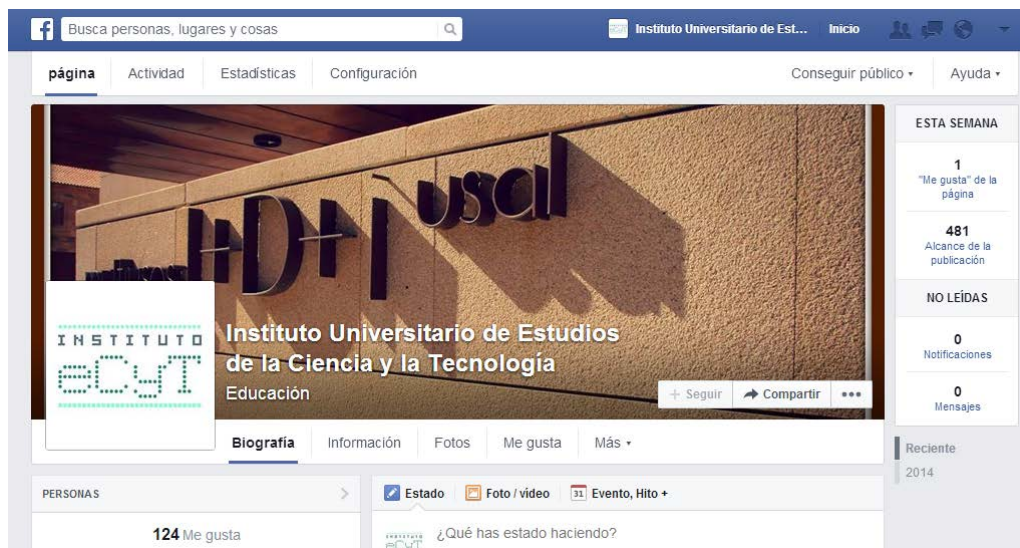 Busca personas, lugares y cosas
Instituto Universitario de Est... Inicio
página Actividad Estadísticas Configuración Conseguir público Ayuda
I+D+I usal
INSTITUTO
eCyT
Instituto Universitario de Estudios
de la Ciencia y la Tecnología
Educación
+ Seguir Compartir
Biografía Información Fotos Me gusta Más
ESTA SEMANA
1
"Me gusta" de la
página
481
Alcance de la
publicación
NO LEÍDAS
0
Notificaciones
0
Mensajes
Reciente
2014
PERSONAS
124 Me gusta
Estado Foto / vídeo 31 Evento, Hito +
INSTITUTO
eCyT
¿Qué has estado haciendo?